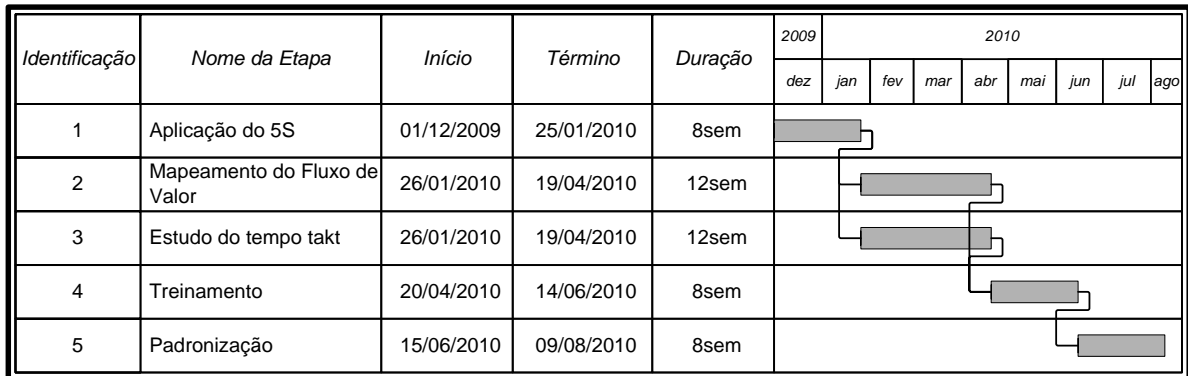 Identificação Nome da Etapa Início Término Duração 2009 2010
dez jan fev mar abr mai jun jul ago
1 Aplicação do 5S 01/12/2009 25/01/2010 8sem
2 Mapeamento do Fluxo de
Valor 26/01/2010 19/04/2010 12sem
3 Estudo do tempo takt 26/01/2010 19/04/2010 12sem
4 Treinamento 20/04/2010 14/06/2010 8sem
5 Padronização 15/06/2010 09/08/2010 8sem